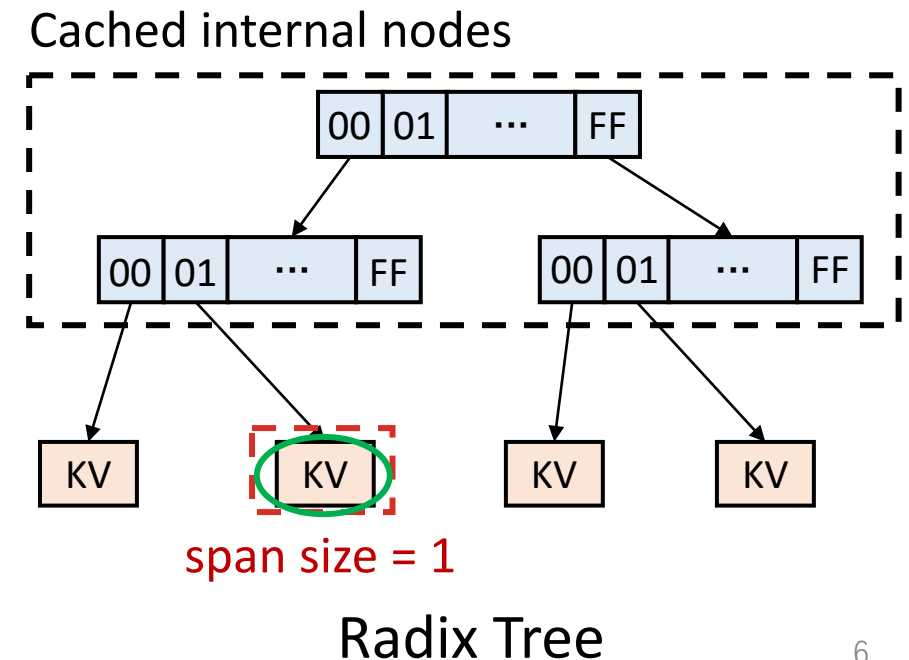 Cached internal nodes
00 01 ... FF
00 01 ... FF 00 01 ... FF
KV KV KV KV
span size = 1
Radix Tree
6